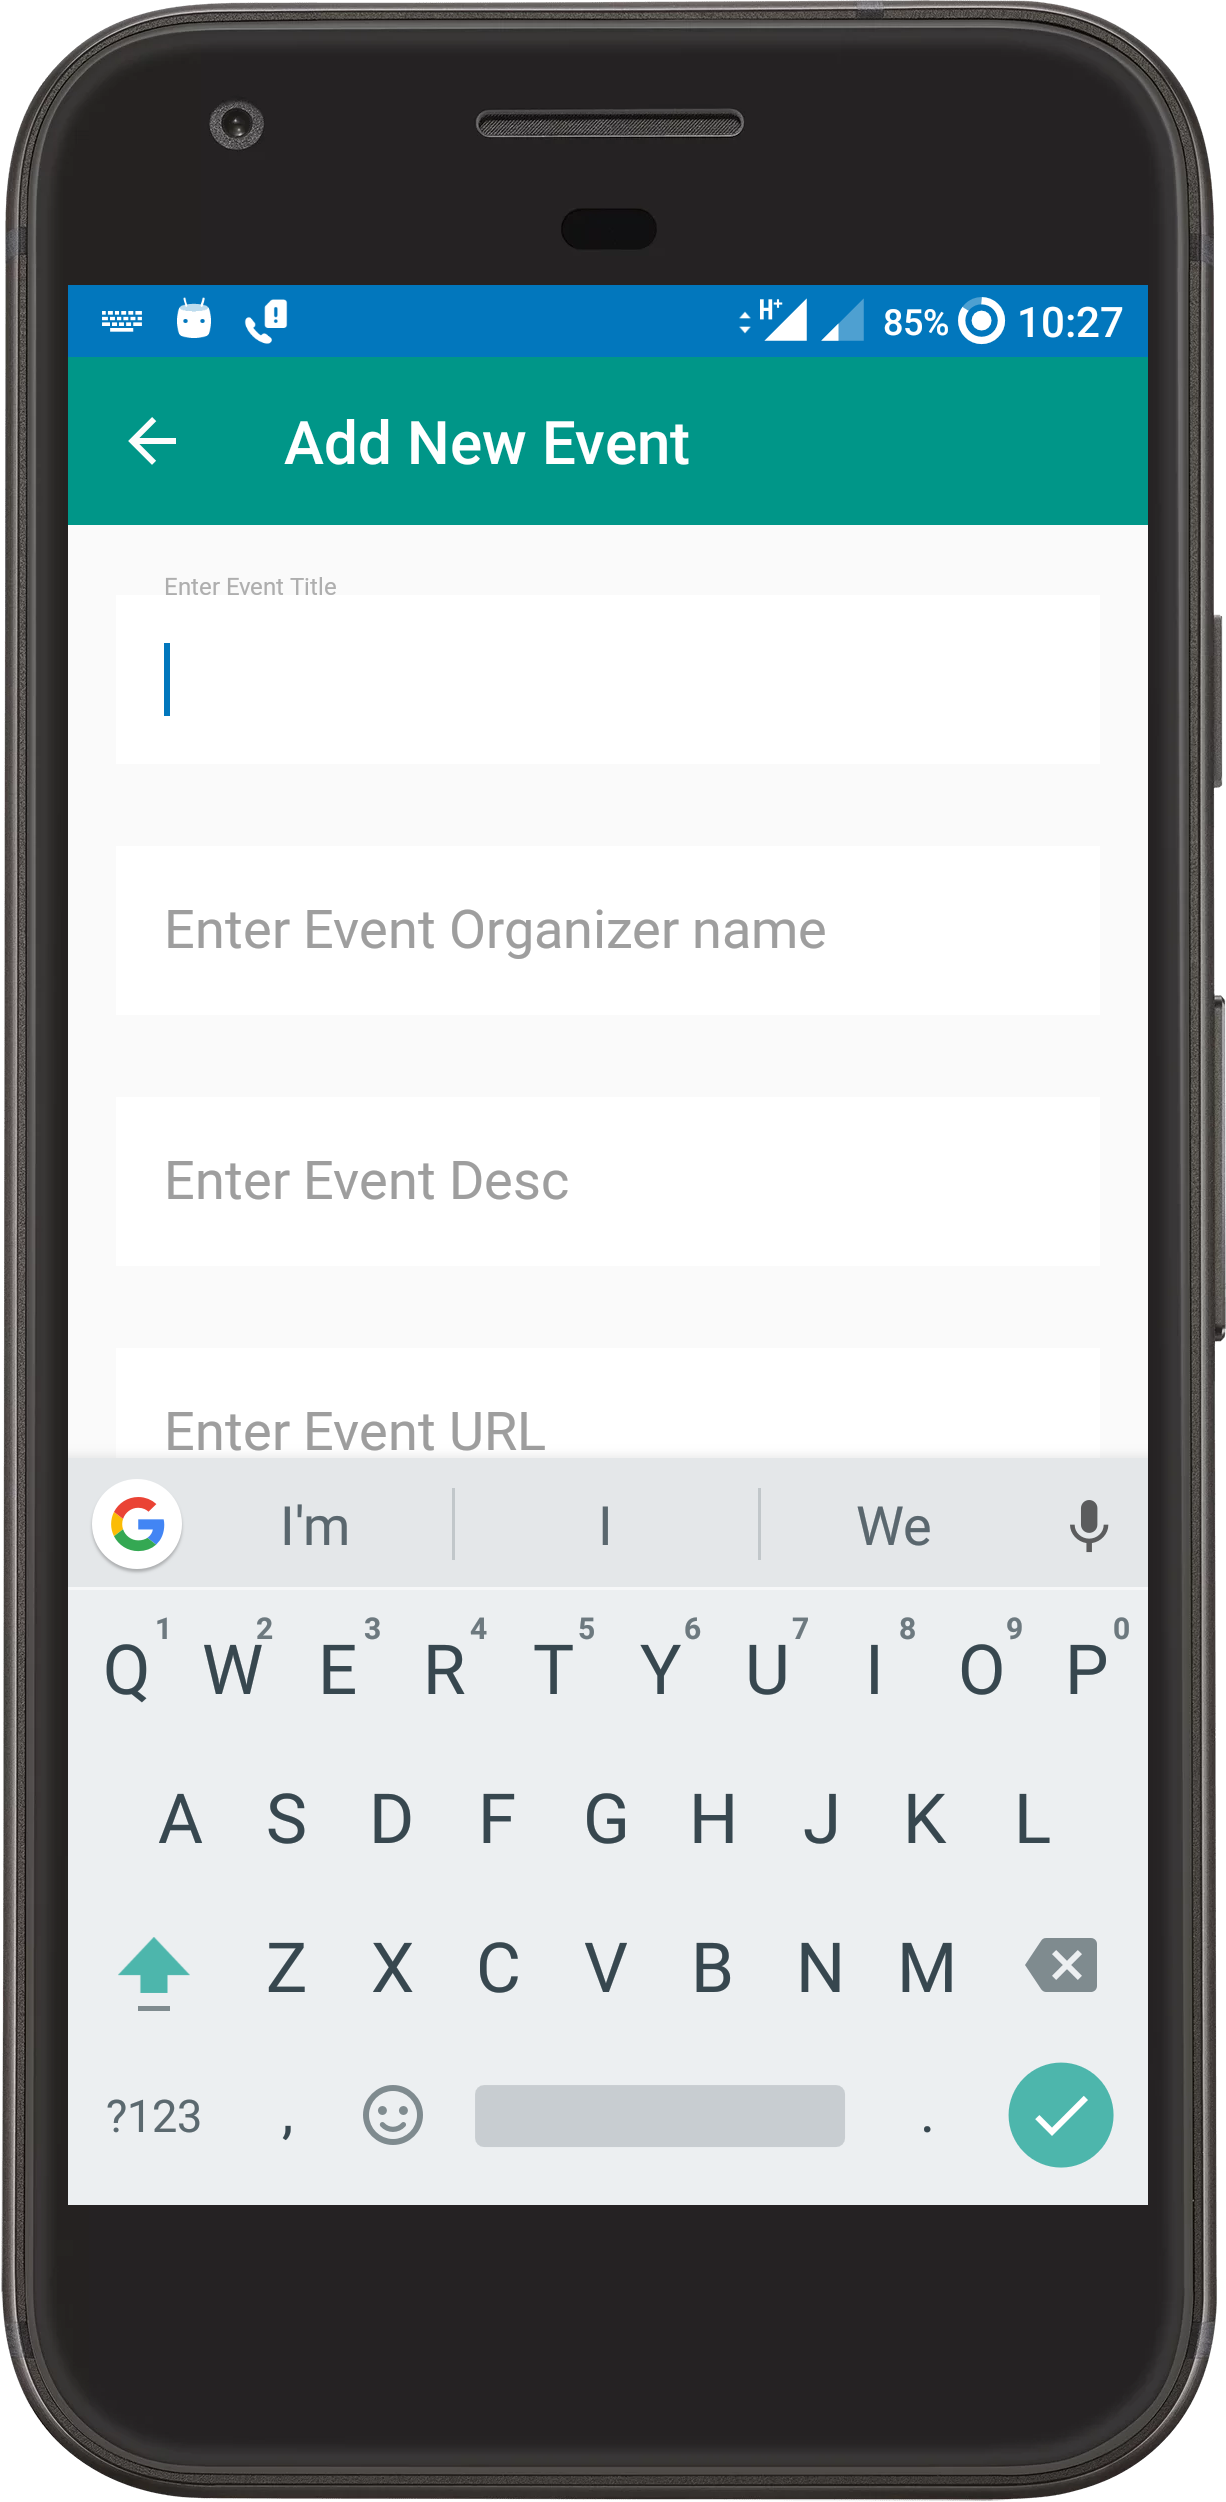 H+ 85% 10:27
Add New Event
Enter Event Title
Enter Event Organizer name
Enter Event Desc
Enter Event URL
I'm I We
1 2 3 4 5 6 7 8 9 0
Q W E R T Y U I O P
A S D F G H J K L
Z X C V B N M
?123 , .